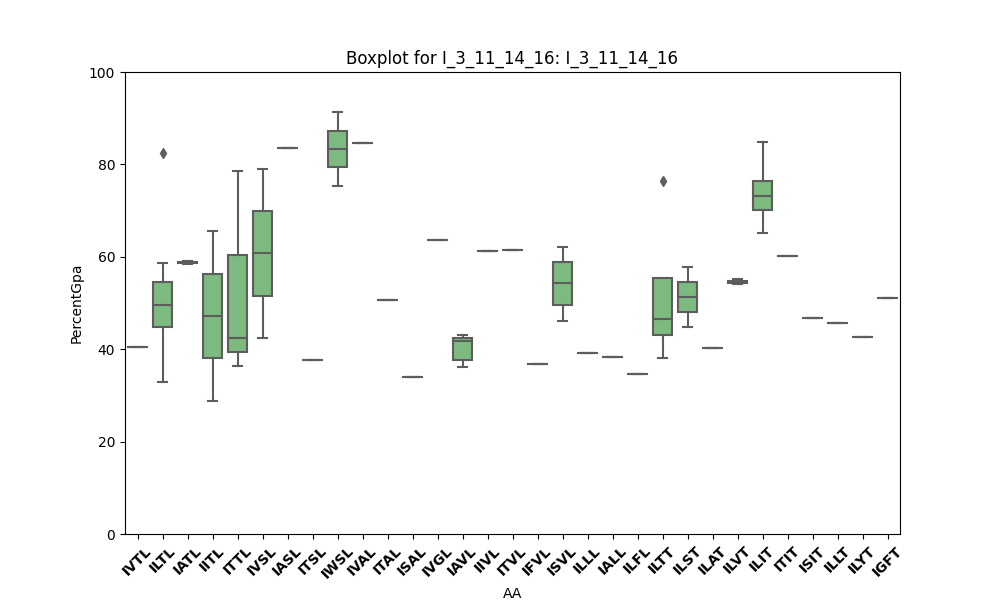 Boxplot for I_3_11_14_16: I_3_11_14_16
100
80
60
40
20
0
PercentGpa
IVTL ILTL IATL IITL ITTL IVSL IASL ITSL IWSL IVAL ITAL ISAL IVGL IAVL IIVL ITVL IFVL ISVL ILLL IALL ILFL ILTT ILST ILAT ILVT ILIT ITIT ISIT ILLT ILYT IGFT
AA